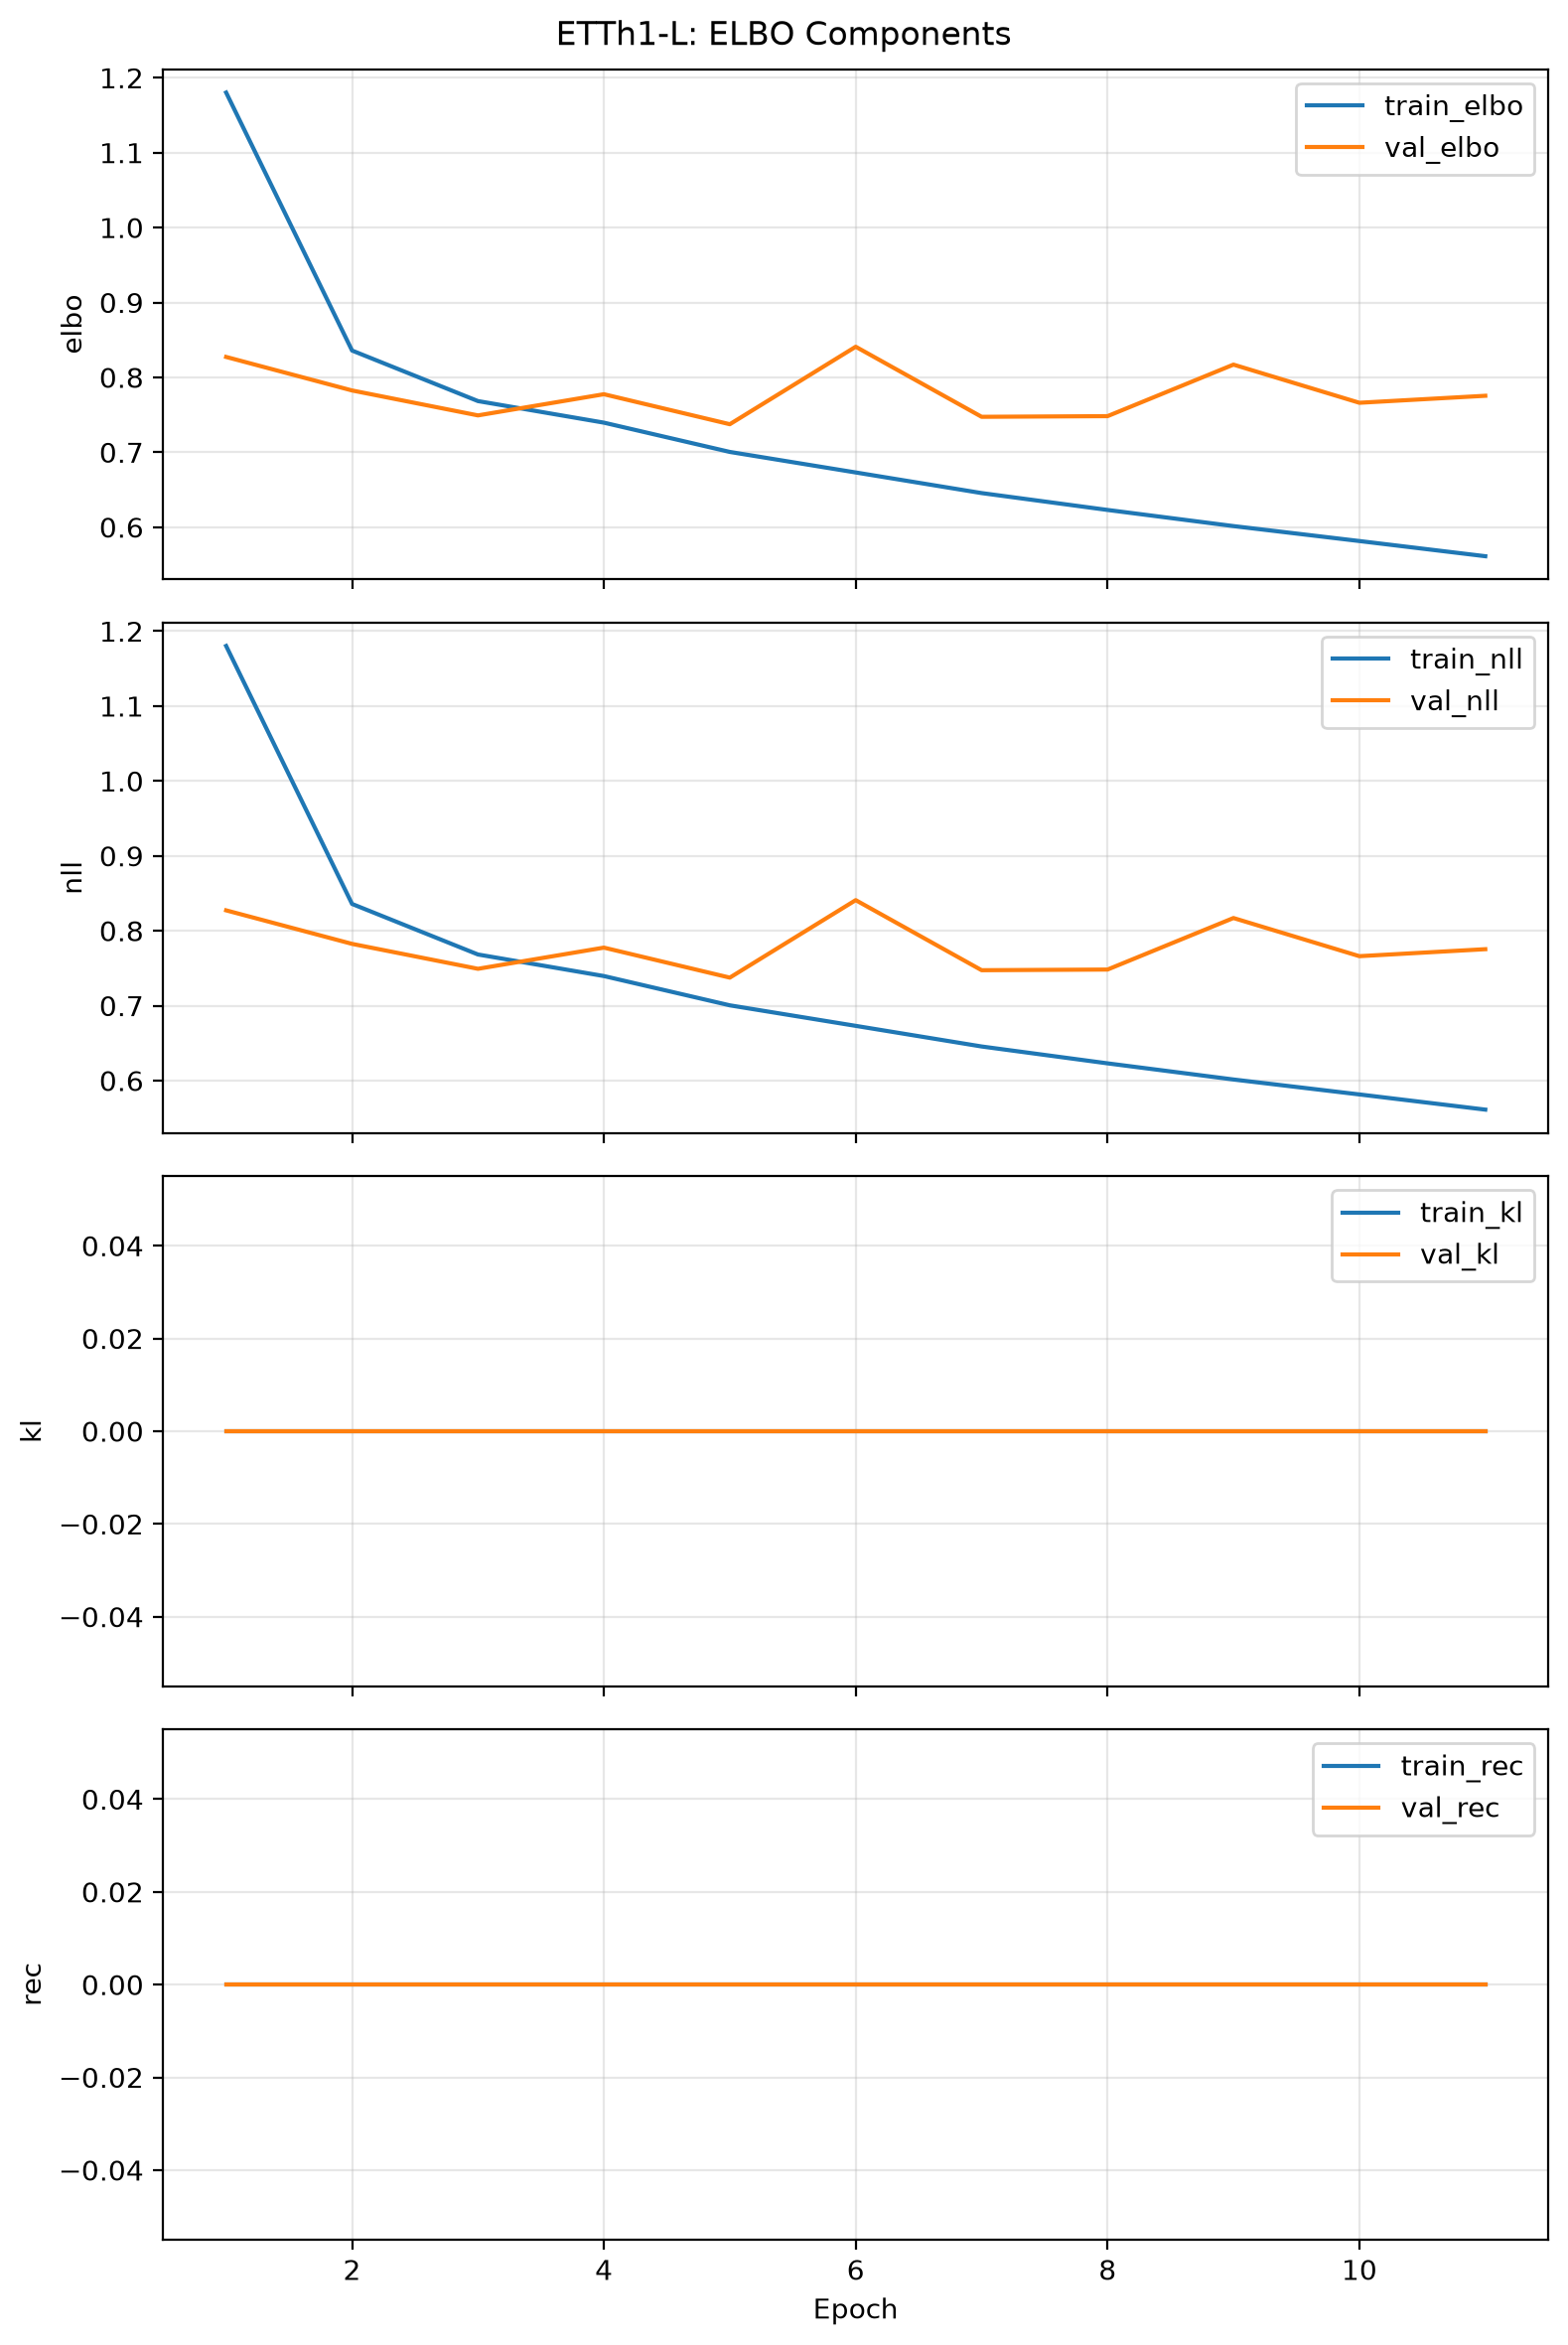 ETTh1-L: ELBO Components
1.2
1.1
1.0
0.9
0.8
0.7
0.6
elbo
train_elbo
val_elbo
1.2
1.1
1.0
0.9
0.8
0.7
0.6
nll
train_nll
val_nll
0.04
0.02
0.00
−0.02
−0.04
kl
train_kl
val_kl
0.04
0.02
0.00
−0.02
−0.04
rec
train_rec
val_rec
2 4 6 8 10
Epoch